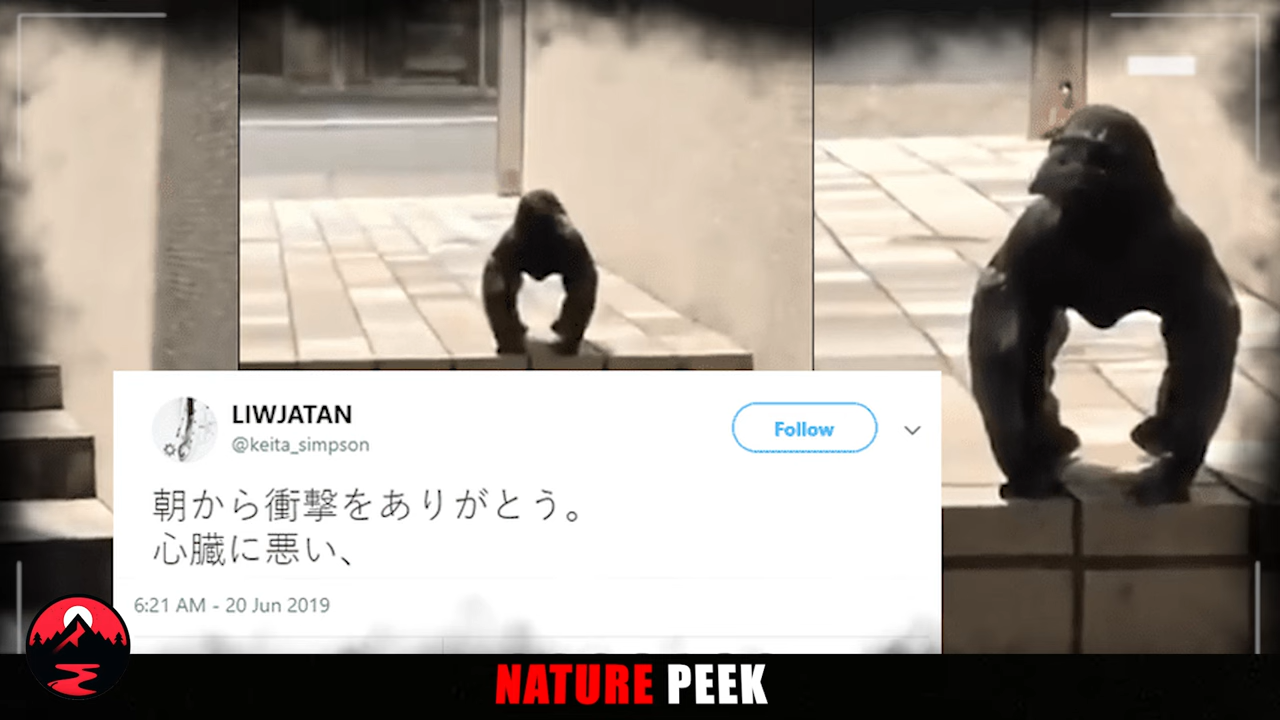 LIWJATAN
@keita_simpson
Follow
朝から衝撃をありがとう。
心臓に悪い、
6:21 AM - 20 Jun 2019
NATURE PEEK